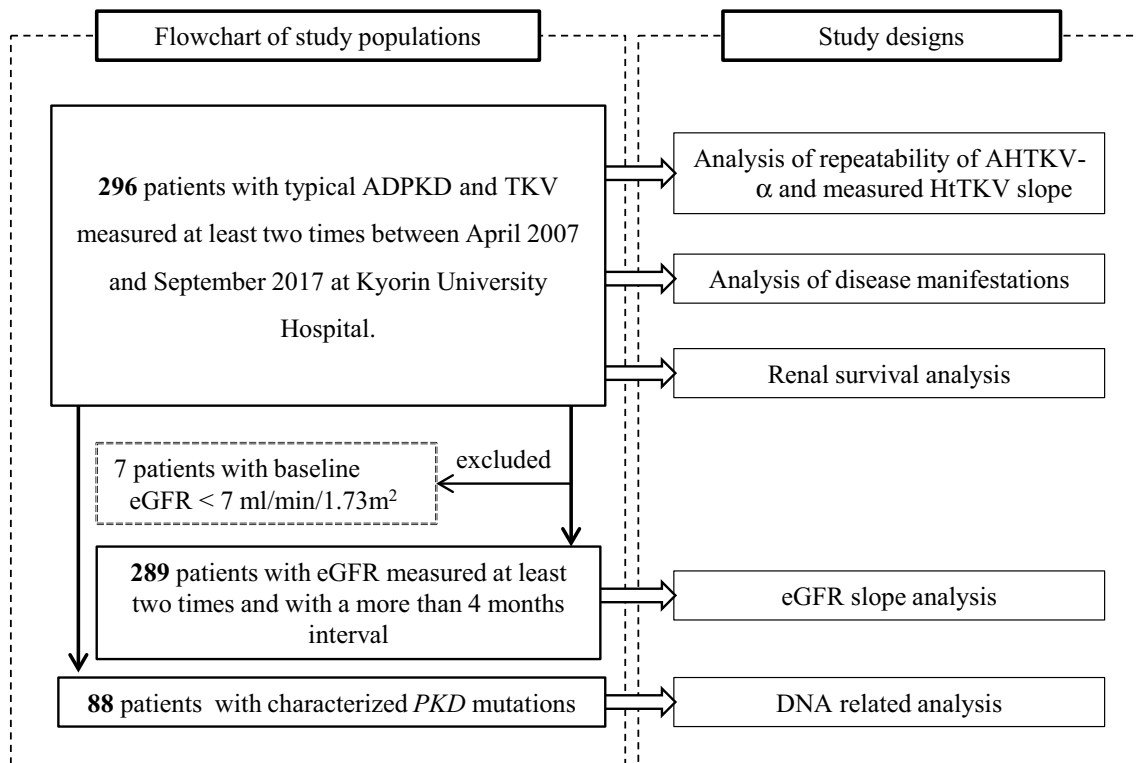 Flowchart of study populations
Study designs
296 patients with typical ADPKD and TKV
measured at least two times between April 2007
and September 2017 at Kyorin University
Hospital.
Analysis of repeatability of AHTKV-
α and measured HtTKV slope
Analysis of disease manifestations
Renal survival analysis
7 patients with baseline
eGFR < 7 ml/min/1.73m²
excluded
289 patients with eGFR measured at least
two times and with a more than 4 months
interval
eGFR slope analysis
88 patients with characterized PKD mutations
DNA related analysis